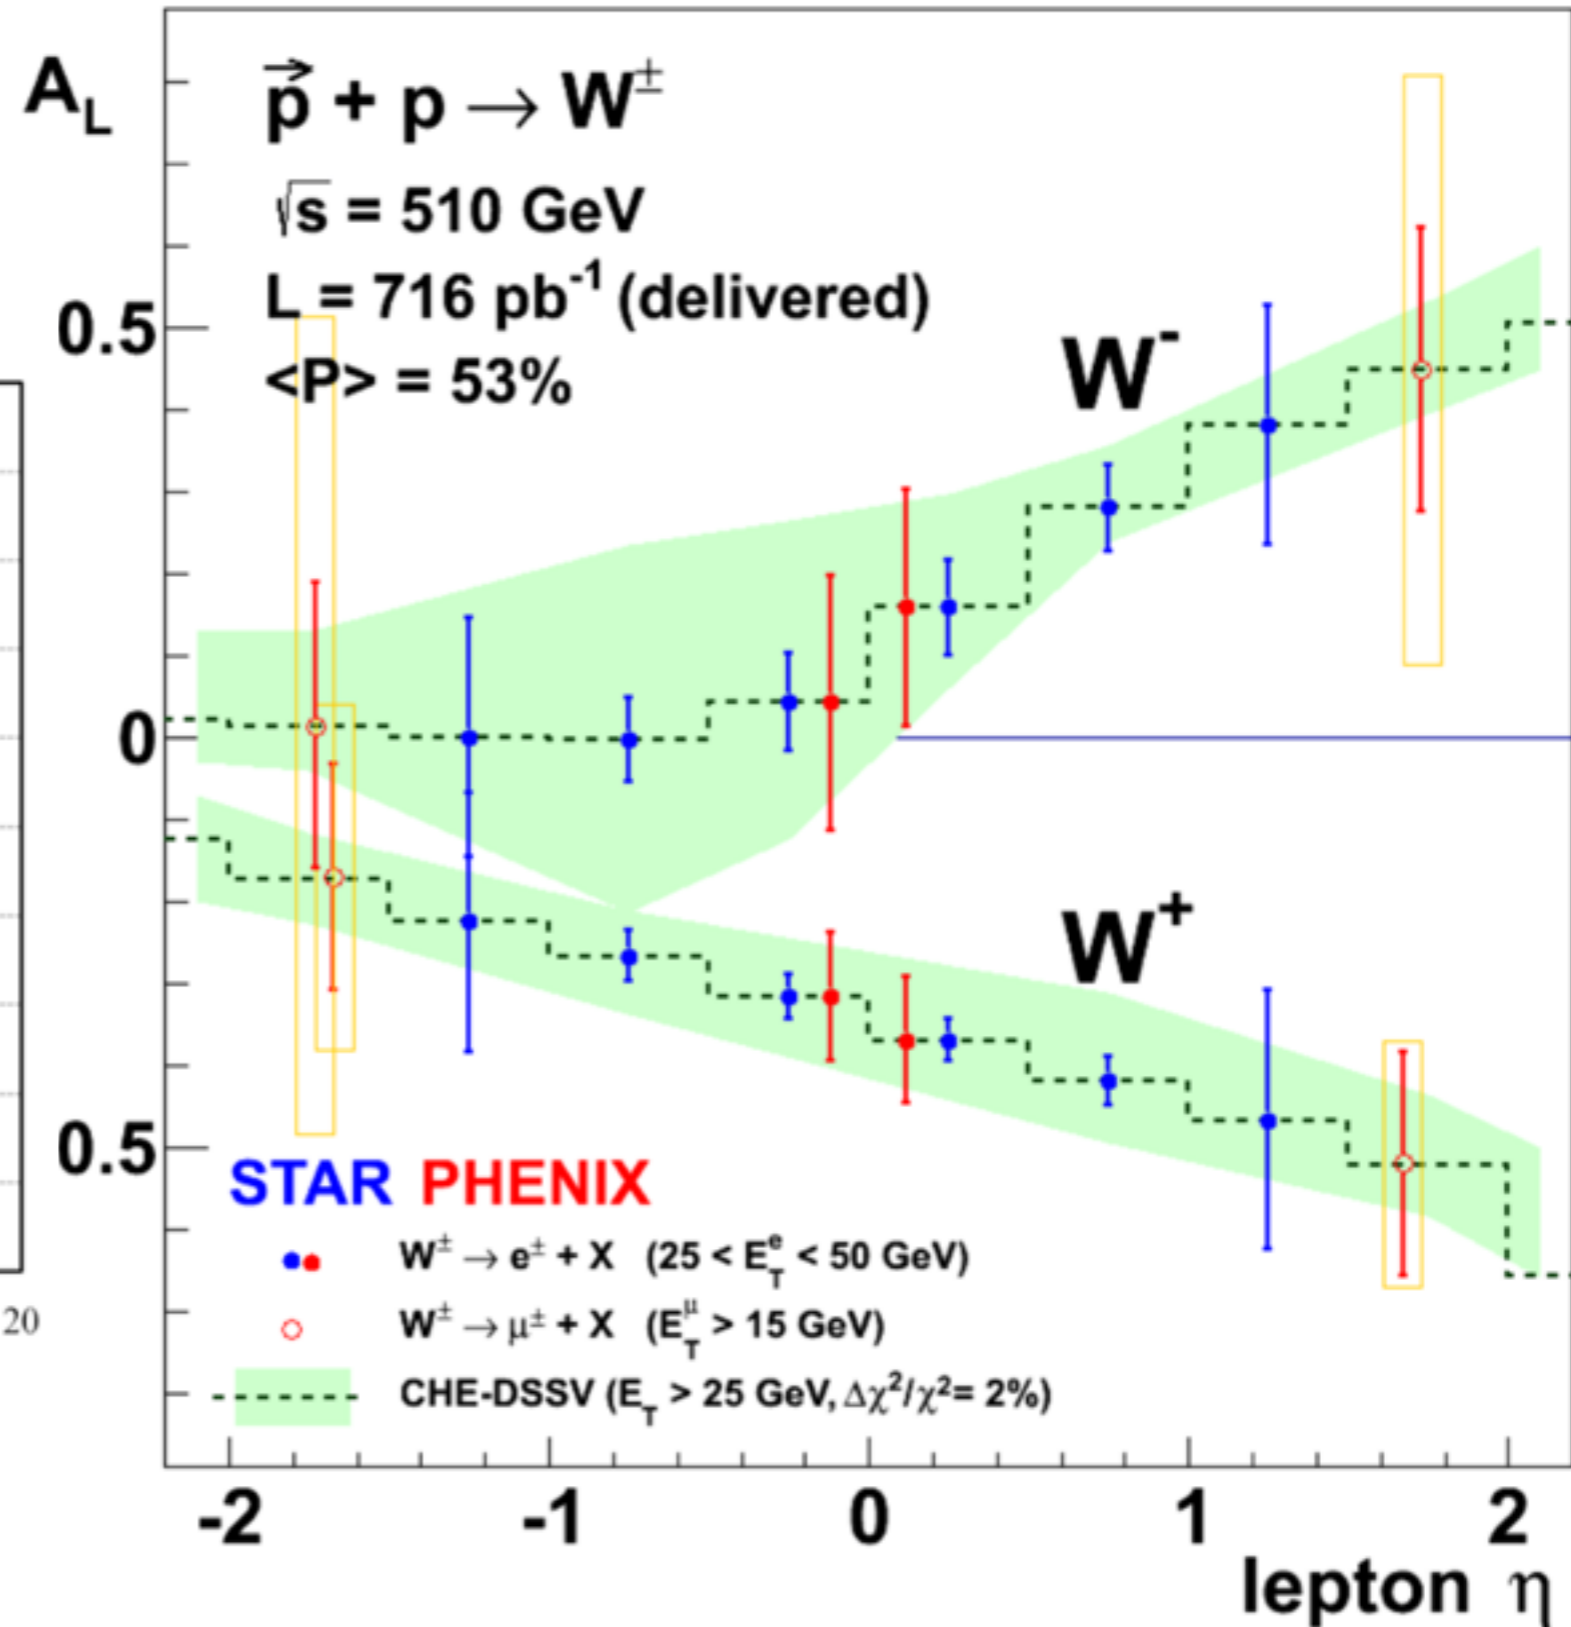 A_L
p⃗ + p → W^±
√s = 510 GeV
L = 716 pb^-1 (delivered)
<P> = 53%
0.5
W^-
0
W^+
0.5
STAR PHENIX
W^± → e^± + X (25 < E_T^e < 50 GeV)
W^± → μ^± + X (E_T^μ > 15 GeV)
20
CHE-DSSV (E_T > 25 GeV, Δχ²/χ²= 2%)
-2 -1 0 1 2
lepton η